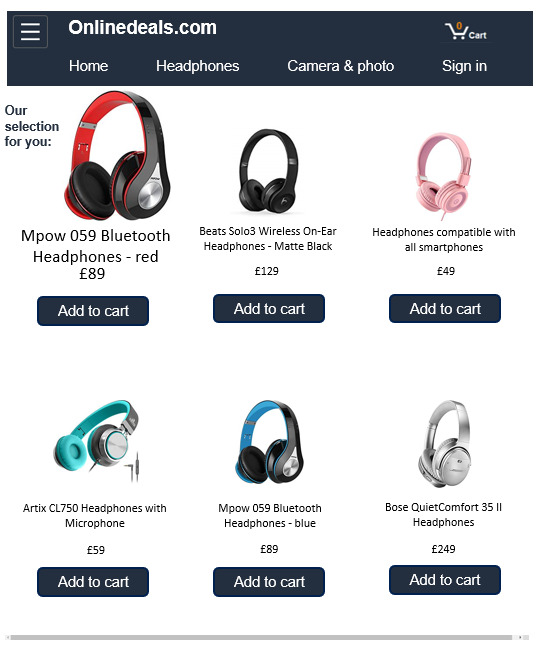 Onlinedeals.com
0
Cart
Home
Headphones
Camera & photo
Sign in
Our
selection
for you:
Mpow 059 Bluetooth
Headphones - red
£89
Add to cart
Beats Solo3 Wireless On-Ear
Headphones - Matte Black
£129
Add to cart
Headphones compatible with
all smartphones
£49
Add to cart
Artix CL750 Headphones with
Microphone
£59
Add to cart
Mpow 059 Bluetooth
Headphones - blue
£89
Add to cart
Bose QuietComfort 35 II
Headphones
£249
Add to cart